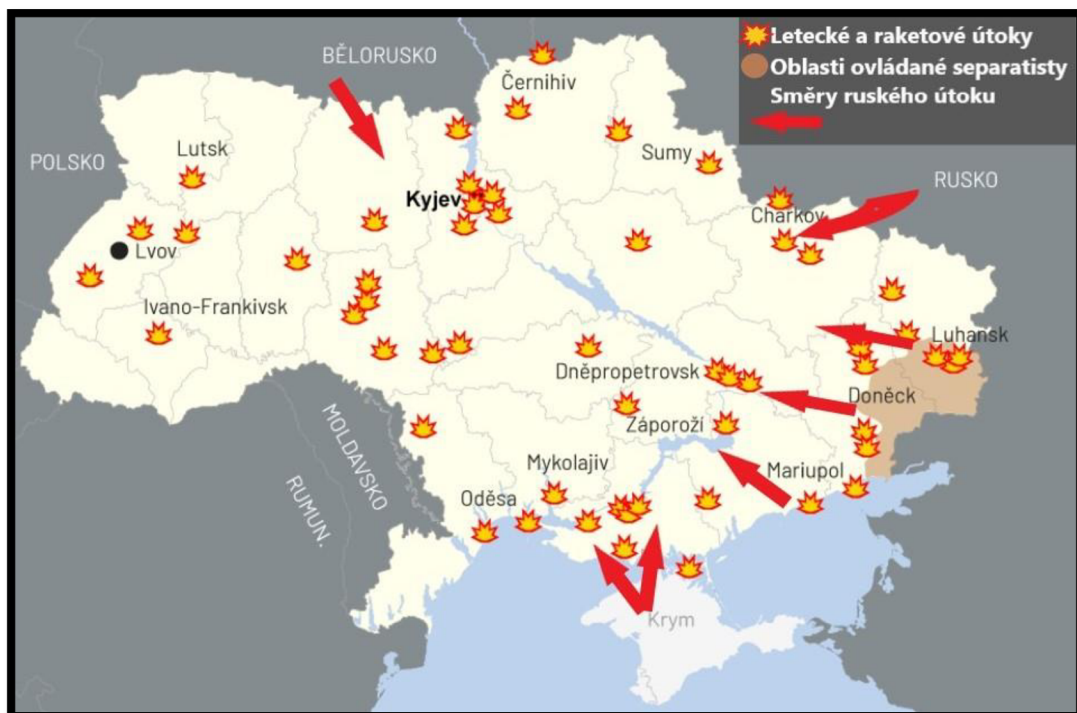 Letecké a raketové útoky
Oblasti ovládané separatisty
Směry ruského útoku
BĚLORUSKO
Černihiv
POLSKO
Lutsk
Sumy
RUSKO
Kyjev
Charkov
Lvov
Ivano-Frankivsk
Luhansk
Dněpropetrovsk
Doněck
MOLDAVSKO
Záporoží
RUMUN.
Mykolajiv
Mariupol
Oděsa
Krym